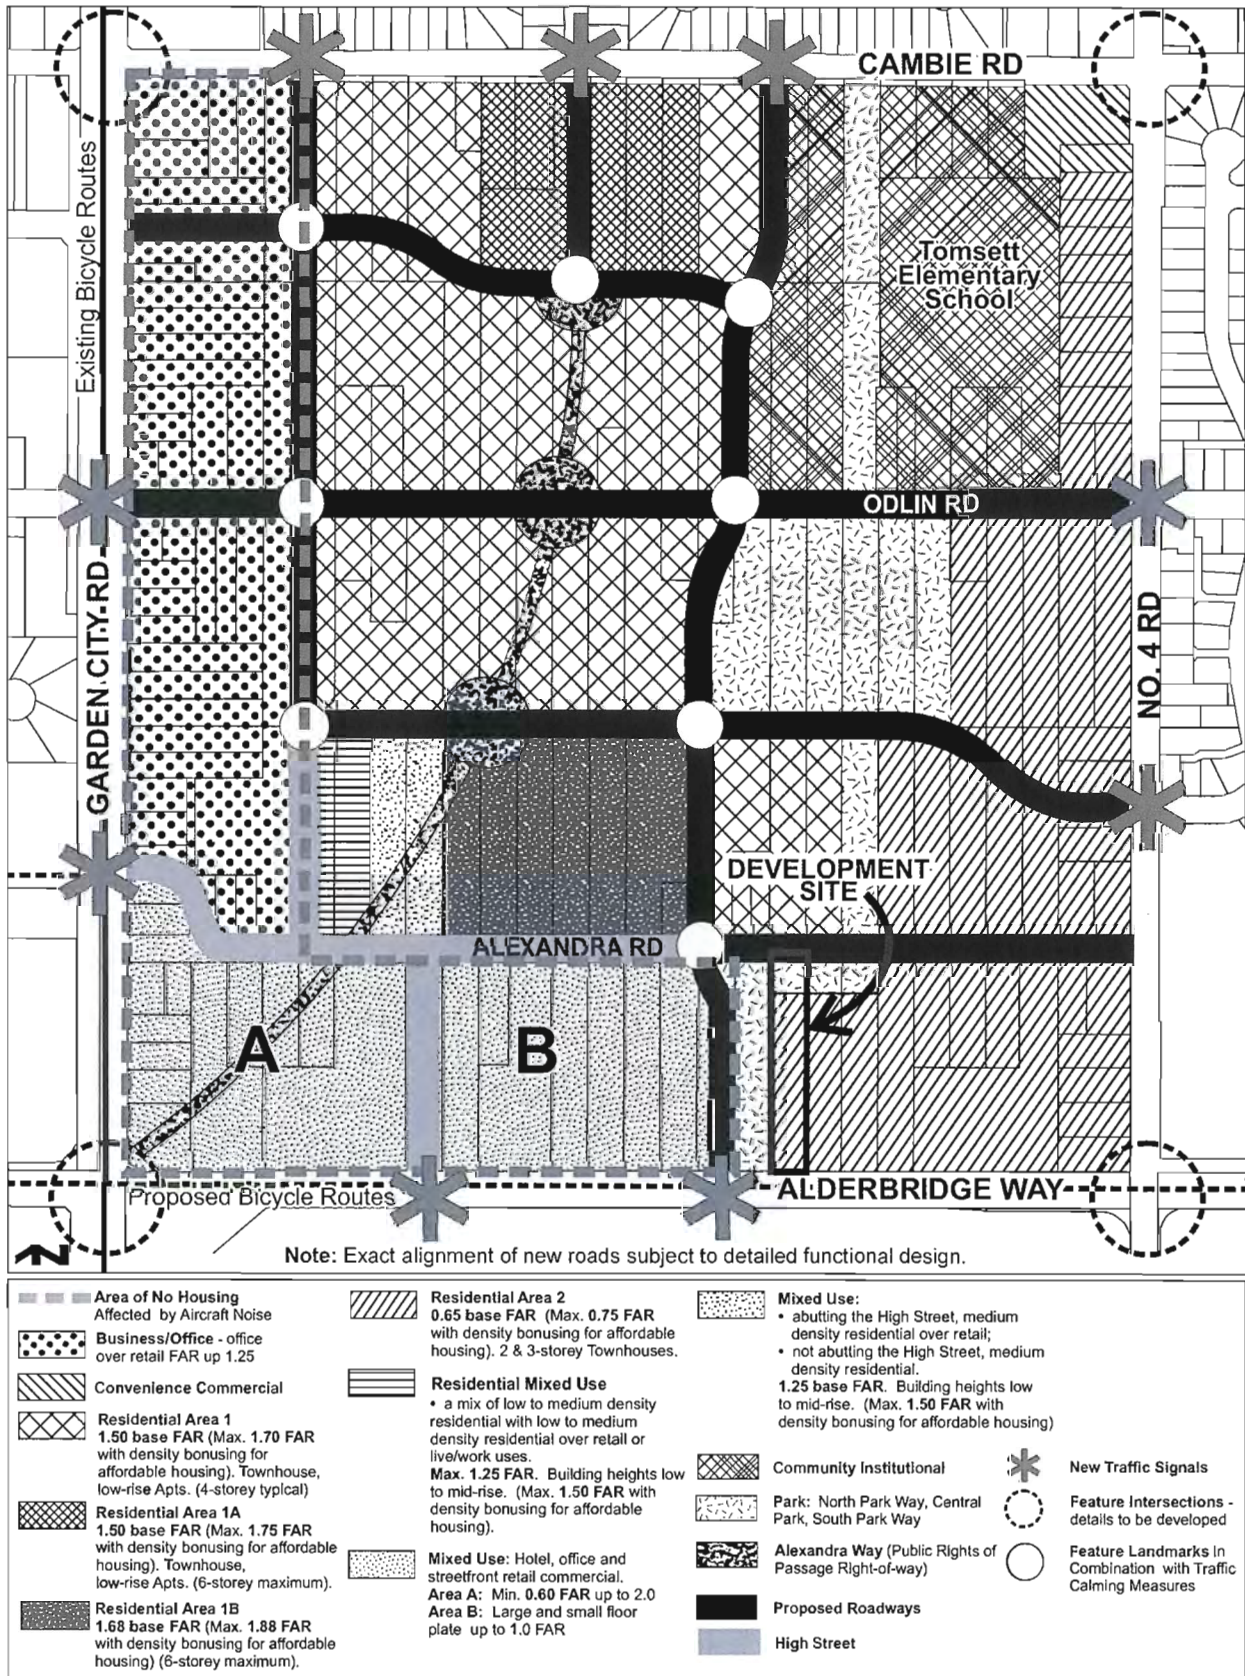 CAMBIE RD
Existing Bicycle Routes
Tomsett
Elementary
School
ODLIN RD
GARDEN CITY RD
NO. 4 RD
DEVELOPMENT
SITE
ALEXANDRA RD
A
B
Proposed Bicycle Routes
ALDERBRIDGE WAY
N
Note: Exact alignment of new roads subject to detailed functional design.
Area of No Housing
Affected by Aircraft Noise
Business/Office - office
over retail FAR up 1.25
Convenience Commercial
Residential Area 1
1.50 base FAR (Max. 1.70 FAR
with density bonusing for
affordable housing). Townhouse,
low-rise Apts. (4-storey typical)
Residential Area 1A
1.50 base FAR (Max. 1.75 FAR
with density bonusing for affordable
housing). Townhouse,
low-rise Apts. (6-storey maximum).
Residential Area 1B
1.68 base FAR (Max. 1.88 FAR
with density bonusing for affordable
housing) (6-storey maximum).
Residential Area 2
0.65 base FAR (Max. 0.75 FAR
with density bonusing for affordable
housing). 2 & 3-storey Townhouses.
Residential Mixed Use
• a mix of low to medium density
residential with low to medium
density residential over retail or
live/work uses.
Max. 1.25 FAR. Building heights low
to mid-rise. (Max. 1.50 FAR with
density bonusing for affordable
housing).
Mixed Use: Hotel, office and
streetfront retail commercial.
Area A: Min. 0.60 FAR up to 2.0
Area B: Large and small floor
plate up to 1.0 FAR
Mixed Use:
• abutting the High Street, medium
density residential over retail;
• not abutting the High Street, medium
density residential.
1.25 base FAR. Building heights low
to mid-rise. (Max. 1.50 FAR with
density bonusing for affordable housing)
Community Institutional
Park: North Park Way, Central
Park, South Park Way
Alexandra Way (Public Rights of
Passage Right-of-way)
Proposed Roadways
High Street
New Traffic Signals
Feature Intersections -
details to be developed
Feature Landmarks In
Combination with Traffic
Calming Measures